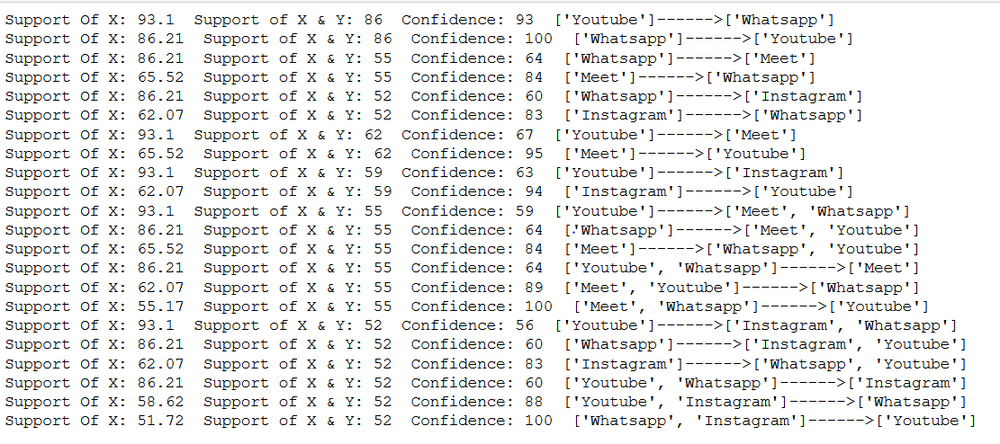 Support Of X: 93.1  Support of X & Y: 86  Confidence: 93  ['Youtube']------>['Whatsapp']
Support Of X: 86.21  Support of X & Y: 86  Confidence: 100  ['Whatsapp']------>['Youtube']
Support Of X: 86.21  Support of X & Y: 55  Confidence: 64  ['Whatsapp']------>['Meet']
Support Of X: 65.52  Support of X & Y: 55  Confidence: 84  ['Meet']------>['Whatsapp']
Support Of X: 86.21  Support of X & Y: 52  Confidence: 60  ['Whatsapp']------>['Instagram']
Support Of X: 62.07  Support of X & Y: 52  Confidence: 83  ['Instagram']------>['Whatsapp']
Support Of X: 93.1  Support of X & Y: 62  Confidence: 67  ['Youtube']------>['Meet']
Support Of X: 65.52  Support of X & Y: 62  Confidence: 95  ['Meet']------>['Youtube']
Support Of X: 93.1  Support of X & Y: 59  Confidence: 63  ['Youtube']------>['Instagram']
Support Of X: 62.07  Support of X & Y: 59  Confidence: 94  ['Instagram']------>['Youtube']
Support Of X: 93.1  Support of X & Y: 55  Confidence: 59  ['Youtube']------>['Meet', 'Whatsapp']
Support Of X: 86.21  Support of X & Y: 55  Confidence: 64  ['Whatsapp']------>['Meet', 'Youtube']
Support Of X: 65.52  Support of X & Y: 55  Confidence: 84  ['Meet']------>['Whatsapp', 'Youtube']
Support Of X: 86.21  Support of X & Y: 55  Confidence: 64  ['Youtube', 'Whatsapp']------>['Meet']
Support Of X: 62.07  Support of X & Y: 55  Confidence: 89  ['Meet', 'Youtube']------>['Whatsapp']
Support Of X: 55.17  Support of X & Y: 55  Confidence: 100  ['Meet', 'Whatsapp']------>['Youtube']
Support Of X: 93.1  Support of X & Y: 52  Confidence: 56  ['Youtube']------>['Instagram', 'Whatsapp']
Support Of X: 86.21  Support of X & Y: 52  Confidence: 60  ['Whatsapp']------>['Instagram', 'Youtube']
Support Of X: 62.07  Support of X & Y: 52  Confidence: 83  ['Instagram']------>['Whatsapp', 'Youtube']
Support Of X: 86.21  Support of X & Y: 52  Confidence: 60  ['Youtube', 'Whatsapp']------>['Instagram']
Support Of X: 58.62  Support of X & Y: 52  Confidence: 88  ['Youtube', 'Instagram']------>['Whatsapp']
Support Of X: 51.72  Support of X & Y: 52  Confidence: 100  ['Whatsapp', 'Instagram']------>['Youtube']